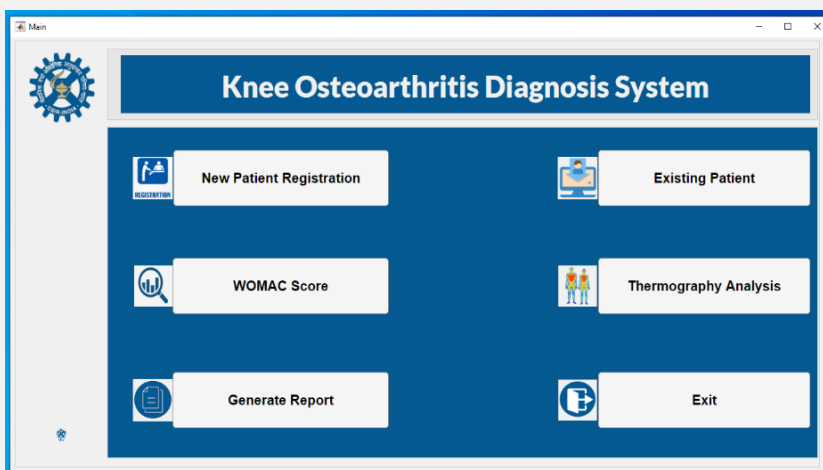 Main
Knee Osteoarthritis Diagnosis System
REGISTRATION
New Patient Registration
Existing Patient
WOMAC Score
Thermography Analysis
Generate Report
Exit